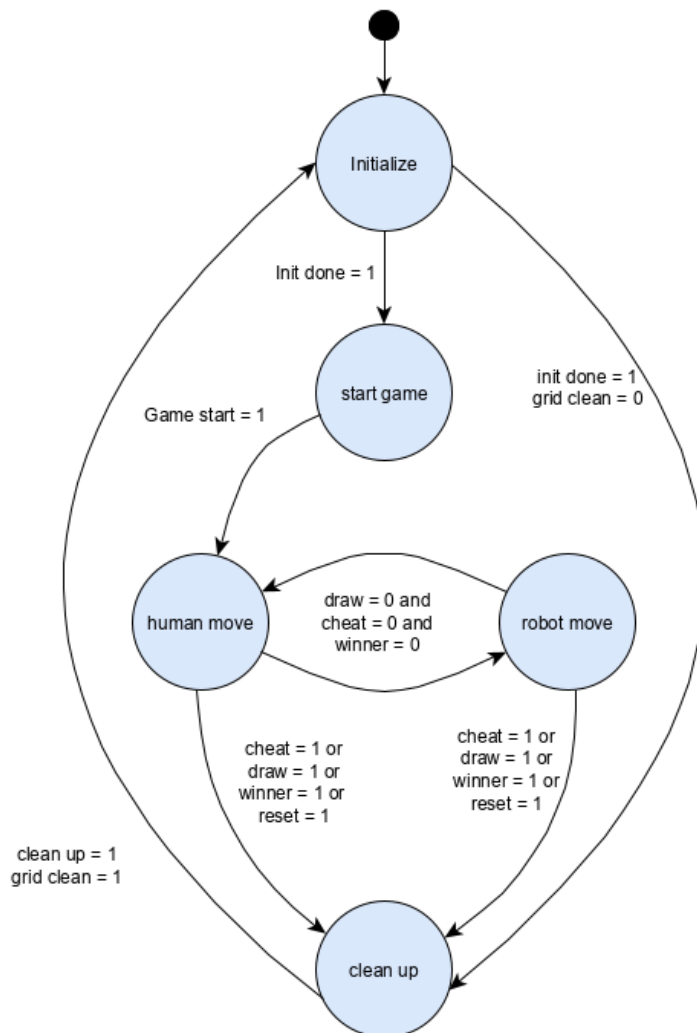 Initialize
Init done = 1
start game
init done = 1
grid clean = 0
Game start = 1
human move
draw = 0 and
cheat = 0 and
winner = 0
robot move
cheat = 1 or
draw = 1 or
winner = 1 or
reset = 1
cheat = 1 or
draw = 1 or
winner = 1 or
reset = 1
clean up = 1
grid clean = 1
clean up